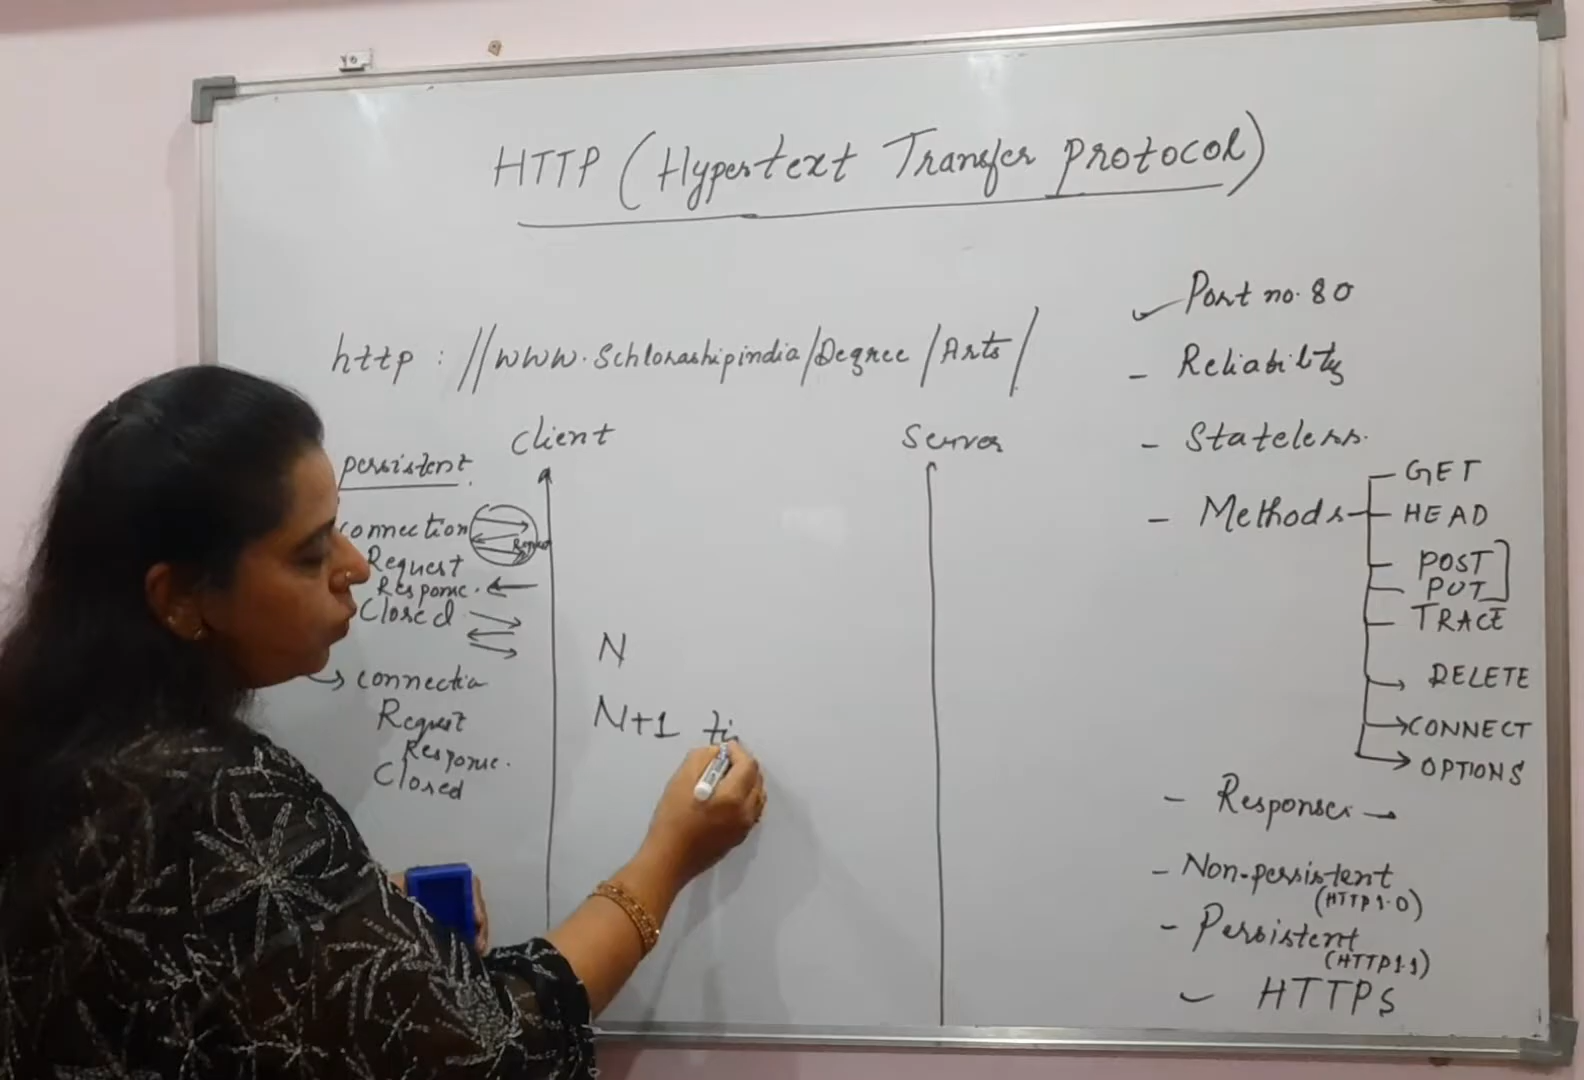 HTTP (Hypertext Transfer protocol)
http : //www.Schlorashipindia/Degree/Arts/
Client
Server
persistent
connection
Request
Response.
Closed
connectio
Request
Response.
Closed
N
N+1 ti
Port no. 80
- Reliability
- Stateless.
- Methods
GET
HEAD
POST
PUT
TRACE
DELETE
CONNECT
OPTIONS
- Responses
- Non-persistent
(HTTP 1.0)
- Persistent
(HTTP 1.1)
HTTPS